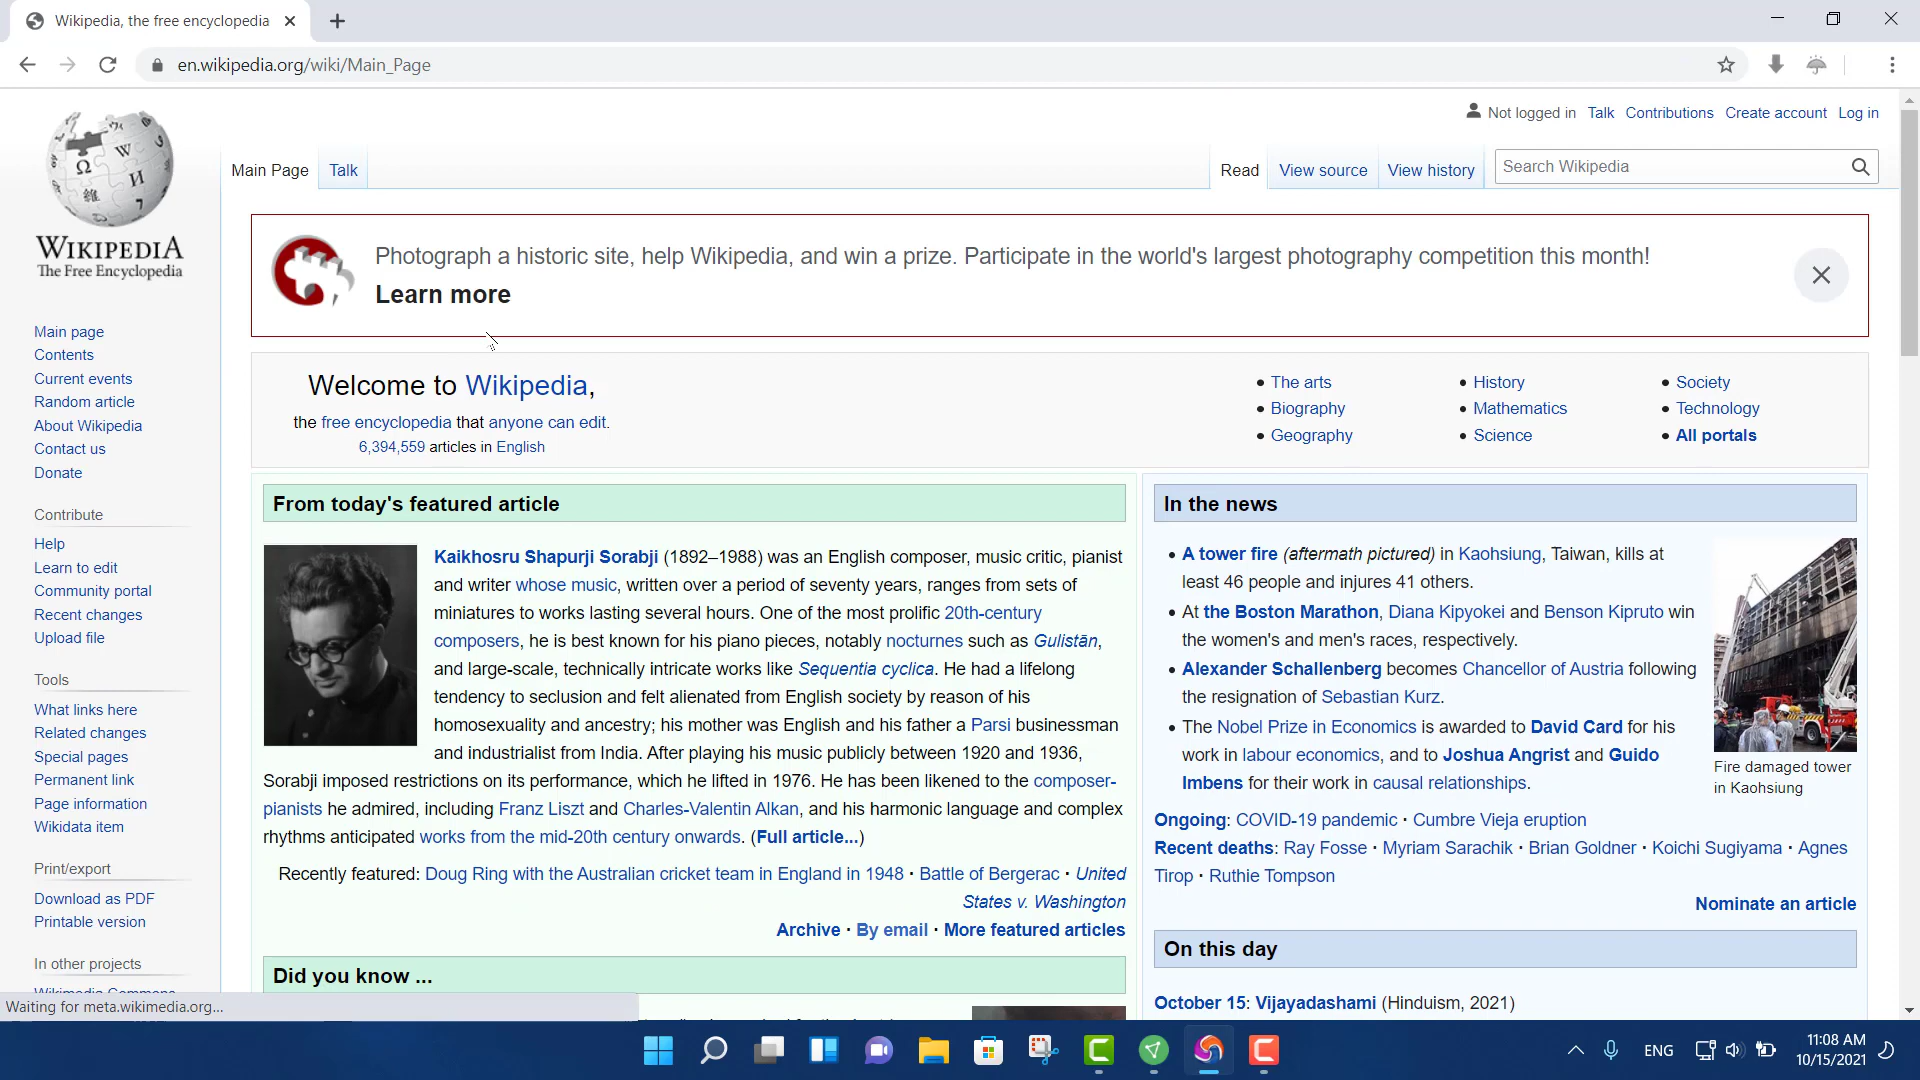 Wikipedia, the free encyclopedia
en.wikipedia.org/wiki/Main_Page
Not logged in Talk Contributions Create account Log in
Main Page Talk Read View source View history Search Wikipedia
WIKIPEDIA
The Free Encyclopedia
Main page
Contents
Current events
Random article
About Wikipedia
Contact us
Donate
Contribute
Help
Learn to edit
Community portal
Recent changes
Upload file
Tools
What links here
Related changes
Special pages
Permanent link
Page information
Wikidata item
Print/export
Download as PDF
Printable version
In other projects
Wikimedia Commons
Photograph a historic site, help Wikipedia, and win a prize. Participate in the world's largest photography competition this month!
Learn more
Welcome to Wikipedia,
the free encyclopedia that anyone can edit.
6,394,559 articles in English
• The arts
• Biography
• Geography
• History
• Mathematics
• Science
• Society
• Technology
• All portals
From today's featured article
Kaikhosru Shapurji Sorabji (1892–1988) was an English composer, music critic, pianist
and writer whose music, written over a period of seventy years, ranges from sets of
miniatures to works lasting several hours. One of the most prolific 20th-century
composers, he is best known for his piano pieces, notably nocturnes such as Gulistān,
and large-scale, technically intricate works like Sequentia cyclica. He had a lifelong
tendency to seclusion and felt alienated from English society by reason of his
homosexuality and ancestry; his mother was English and his father a Parsi businessman
and industrialist from India. After playing his music publicly between 1920 and 1936,
Sorabji imposed restrictions on its performance, which he lifted in 1976. He has been likened to the composer-
pianists he admired, including Franz Liszt and Charles-Valentin Alkan, and his harmonic language and complex
rhythms anticipated works from the mid-20th century onwards. (Full article...)
Recently featured: Doug Ring with the Australian cricket team in England in 1948 · Battle of Bergerac · United
States v. Washington
Archive · By email · More featured articles
Did you know ...
In the news
• A tower fire (aftermath pictured) in Kaohsiung, Taiwan, kills at
least 46 people and injures 41 others.
• At the Boston Marathon, Diana Kipyokei and Benson Kipruto win
the women's and men's races, respectively.
• Alexander Schallenberg becomes Chancellor of Austria following
the resignation of Sebastian Kurz.
• The Nobel Prize in Economics is awarded to David Card for his
work in labour economics, and to Joshua Angrist and Guido
Imbens for their work in causal relationships.
Fire damaged tower
in Kaohsiung
Ongoing: COVID-19 pandemic · Cumbre Vieja eruption
Recent deaths: Ray Fosse · Myriam Sarachik · Brian Goldner · Koichi Sugiyama · Agnes
Tirop · Ruthie Tompson
Nominate an article
On this day
October 15: Vijayadashami (Hinduism, 2021)
Waiting for meta.wikimedia.org...
ENG
11:08 AM
10/15/2021